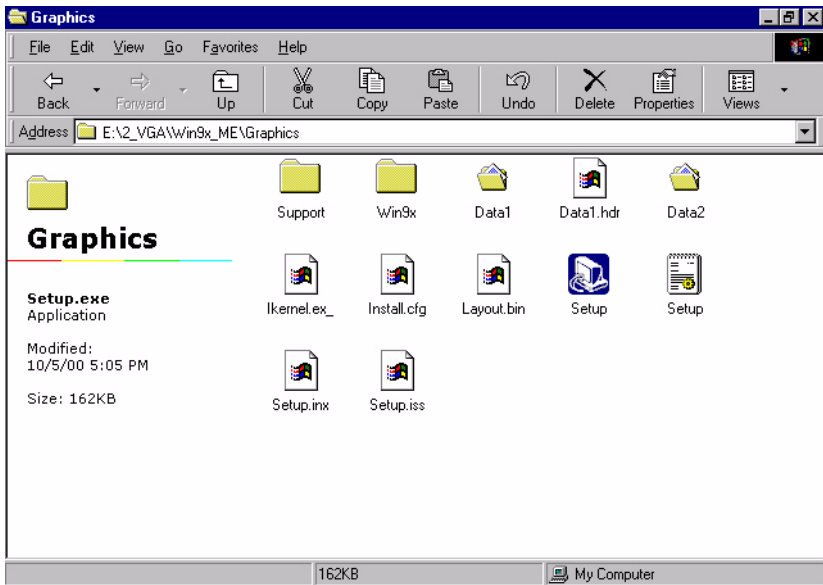 Graphics
File Edit View Go Favorites Help
Back Forward Up Cut Copy Paste Undo Delete Properties Views
Address E:\2_VGA\Win9x_ME\Graphics
Graphics
Setup.exe
Application
Modified:
10/5/00 5:05 PM
Size: 162KB
Support Win9x Data1 Data1.hdr Data2
Ikernel.ex_ Install.cfg Layout.bin Setup Setup
Setup.inx Setup.iss
162KB My Computer